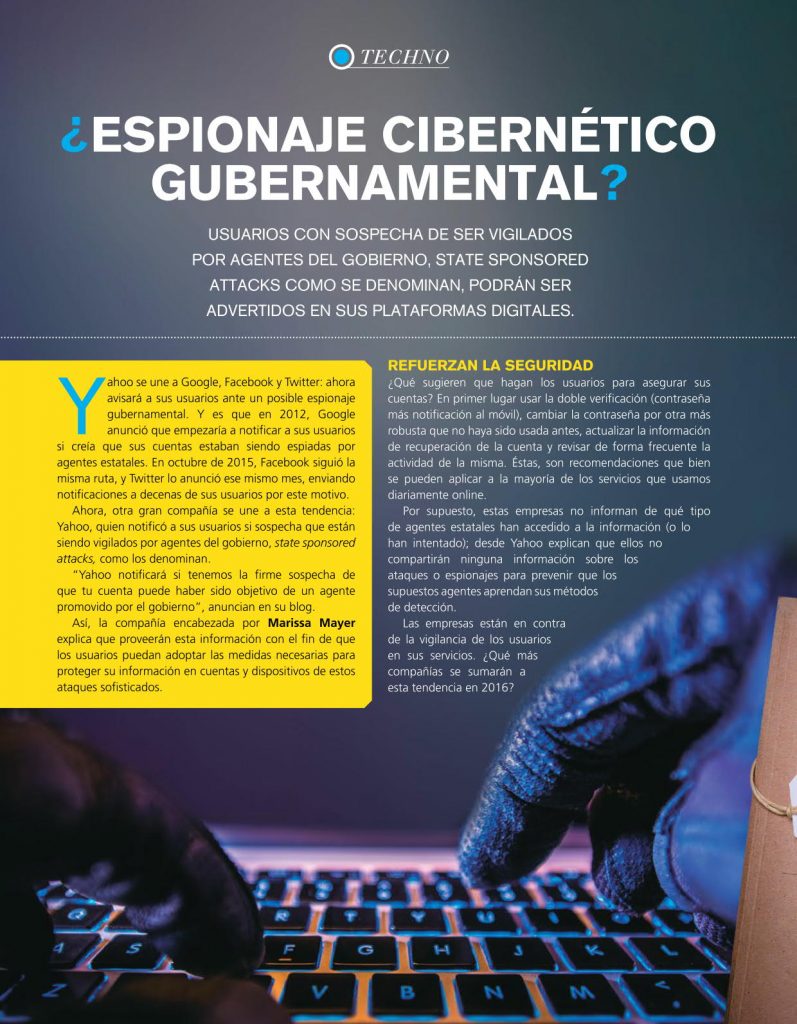 TECHNO
¿ESPIONAJE CIBERNÉTICO
GUBERNAMENTAL?
USUARIOS CON SOSPECHA DE SER VIGILADOS
POR AGENTES DEL GOBIERNO, STATE SPONSORED
ATTACKS COMO SE DENOMINAN, PODRÁN SER
ADVERTIDOS EN SUS PLATAFORMAS DIGITALES.
Yahoo se une a Google, Facebook y Twitter: ahora
avisará a sus usuarios ante un posible espionaje
gubernamental. Y es que en 2012, Google
anunció que empezaría a notificar a sus usuarios
si creía que sus cuentas estaban siendo espiadas por
agentes estatales. En octubre de 2015, Facebook siguió la
misma ruta, y Twitter lo anunció ese mismo mes, enviando
notificaciones a decenas de sus usuarios por este motivo.
Ahora, otra gran compañía se une a esta tendencia:
Yahoo, quien notificó a sus usuarios si sospecha que están
siendo vigilados por agentes del gobierno, state sponsored
attacks, como los denominan.
“Yahoo notificará si tenemos la firme sospecha de
que tu cuenta puede haber sido objetivo de un agente
promovido por el gobierno”, anuncian en su blog.
Así, la compañía encabezada por Marissa Mayer
explica que proveerán esta información con el fin de que
los usuarios puedan adoptar las medidas necesarias para
proteger su información en cuentas y dispositivos de estos
ataques sofisticados.
REFUERZAN LA SEGURIDAD
¿Qué sugieren que hagan los usuarios para asegurar sus
cuentas? En primer lugar usar la doble verificación (contraseña
más notificación al móvil), cambiar la contraseña por otra más
robusta que no haya sido usada antes, actualizar la información
de recuperación de la cuenta y revisar de forma frecuente la
actividad de la misma. Éstas, son recomendaciones que bien
se pueden aplicar a la mayoría de los servicios que usamos
diariamente online.
Por supuesto, estas empresas no informan de qué tipo
de agentes estatales han accedido a la información (o lo
han intentado); desde Yahoo explican que ellos no
compartirán ninguna información sobre los
ataques o espionajes para prevenir que los
supuestos agentes aprendan sus métodos
de detección.
Las empresas están en contra
de la vigilancia de los usuarios
en sus servicios. ¿Qué más
compañías se sumarán a
esta tendencia en 2016?
E R T Y U I
A S F G H J K L
V B N M